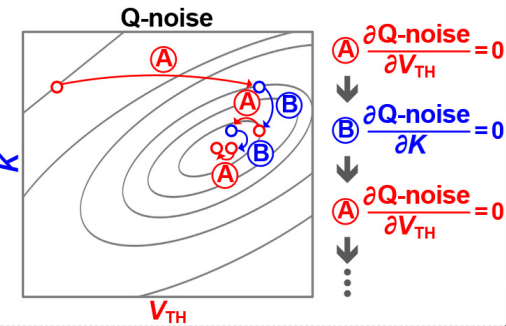 Q-noise
A
A
B
B
A
K
V_TH
A ∂Q-noise/∂V_TH = 0
B ∂Q-noise/∂K = 0
A ∂Q-noise/∂V_TH = 0